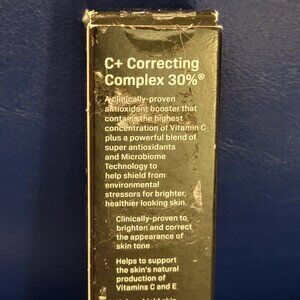 C+ Correcting
Complex 30%®
A clinically-proven
antioxidant booster that
contains the highest
concentration of Vitamin C
plus a powerful blend of
super antioxidants
and Microbiome
Technology to
help shield from
environmental
stressors for brighter,
healthier looking skin.
Clinically-proven to
brighten and correct
the appearance of
skin tone
Helps to support
the skin's natural
production of
Vitamins C and E